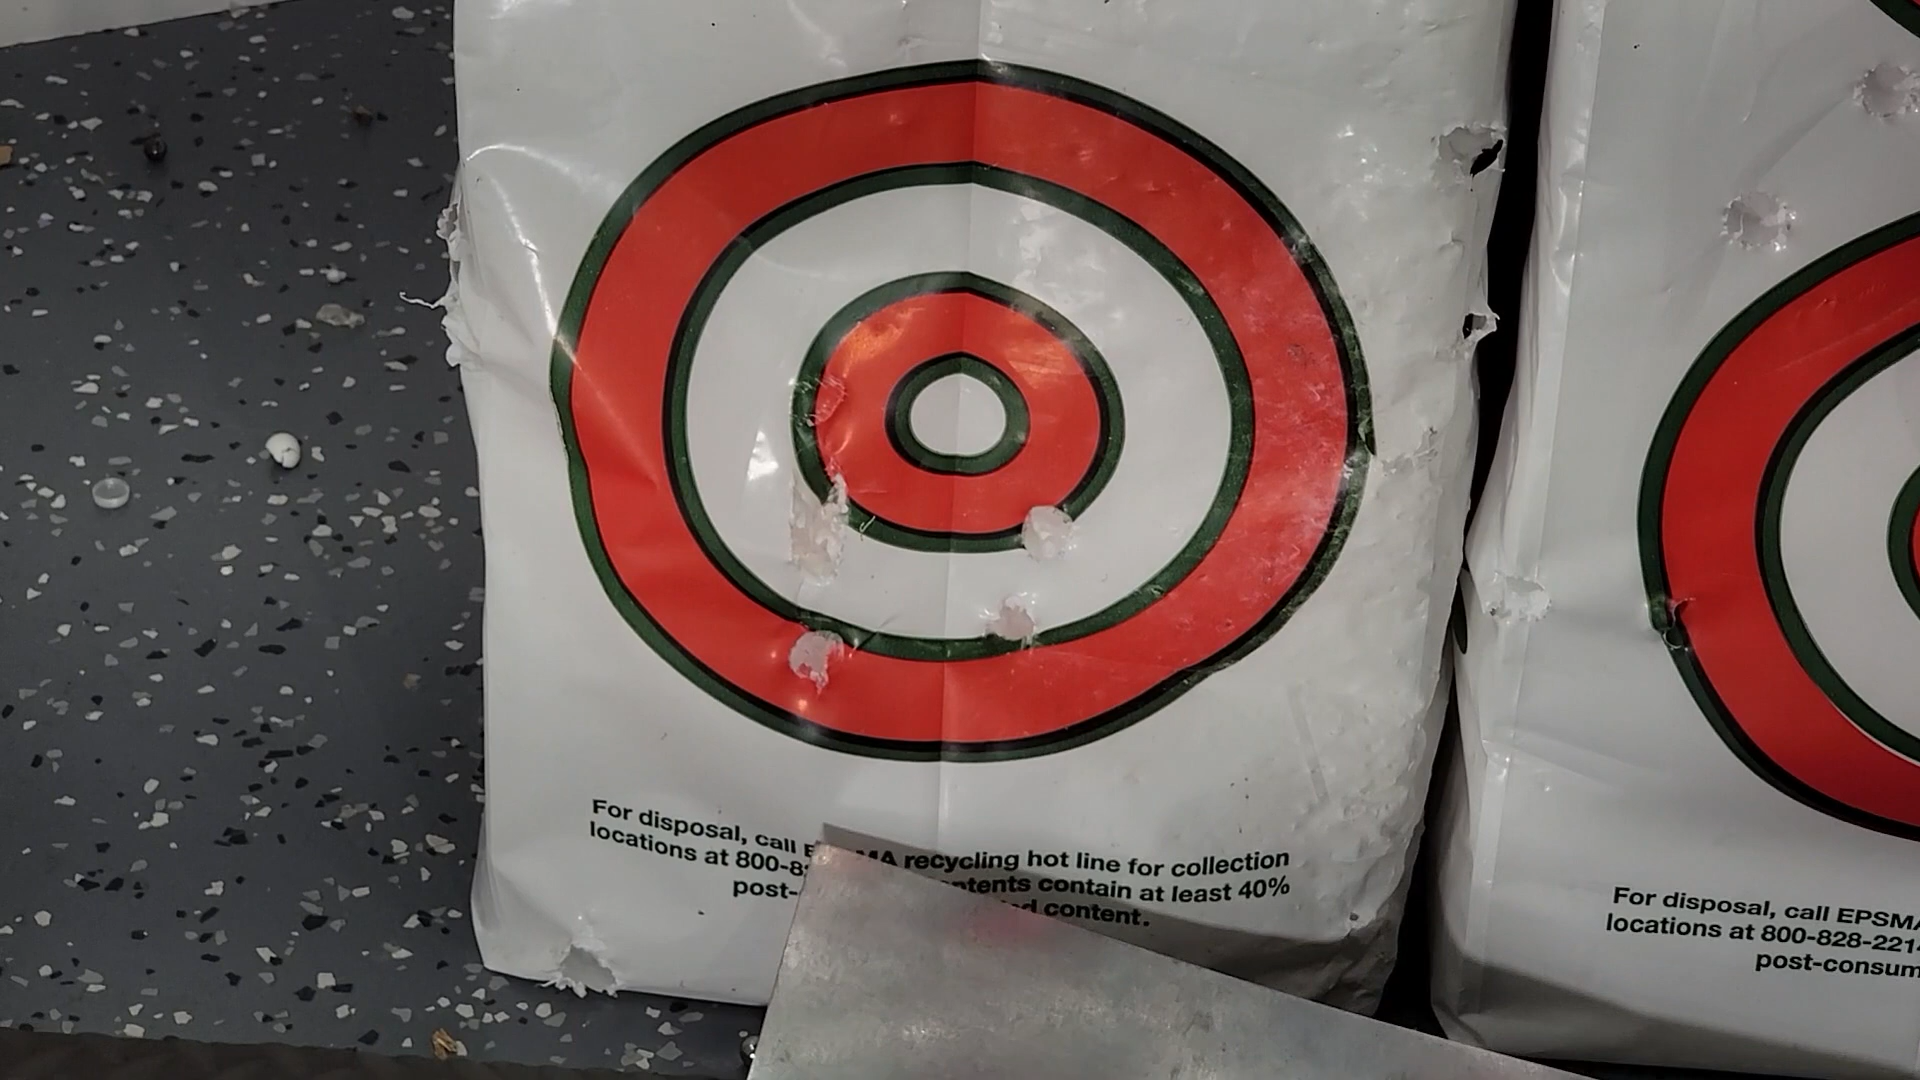 For disposal, call MA recycling hot line for collection
locations at 800-8 contents contain at least 40%
post- content.
For disposal, call EPSMA
locations at 800-828-221
post-consum